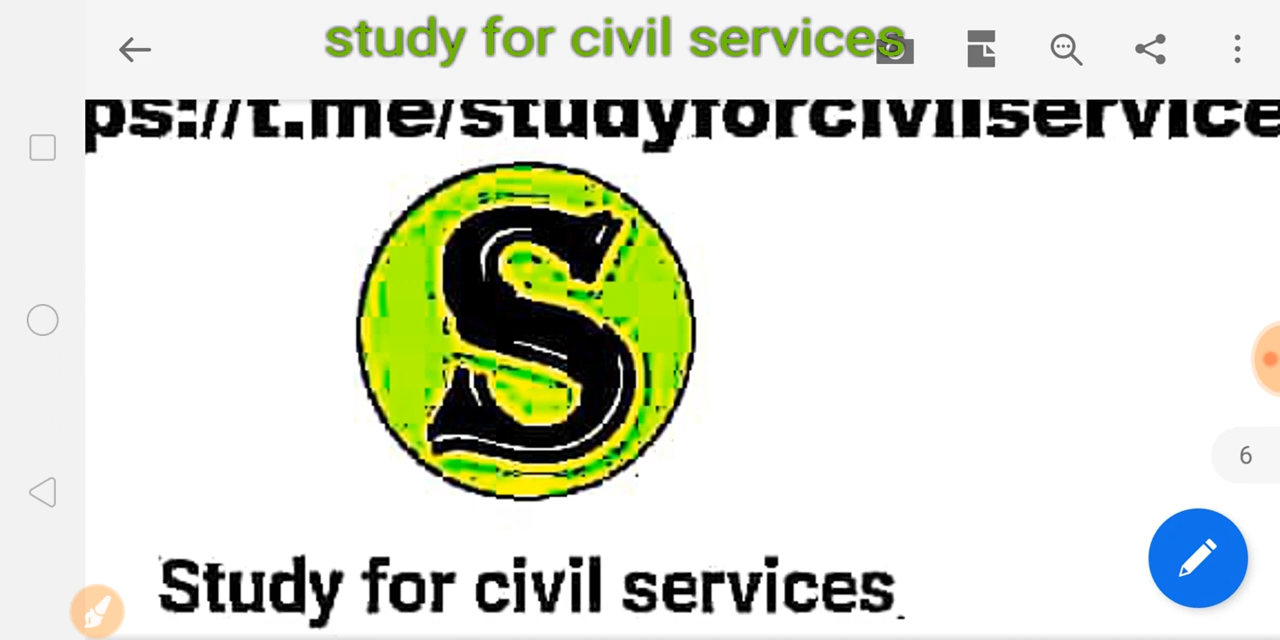 study for civil services
ps://t.me/studyforcivilservice
S
6
Study for civil services.